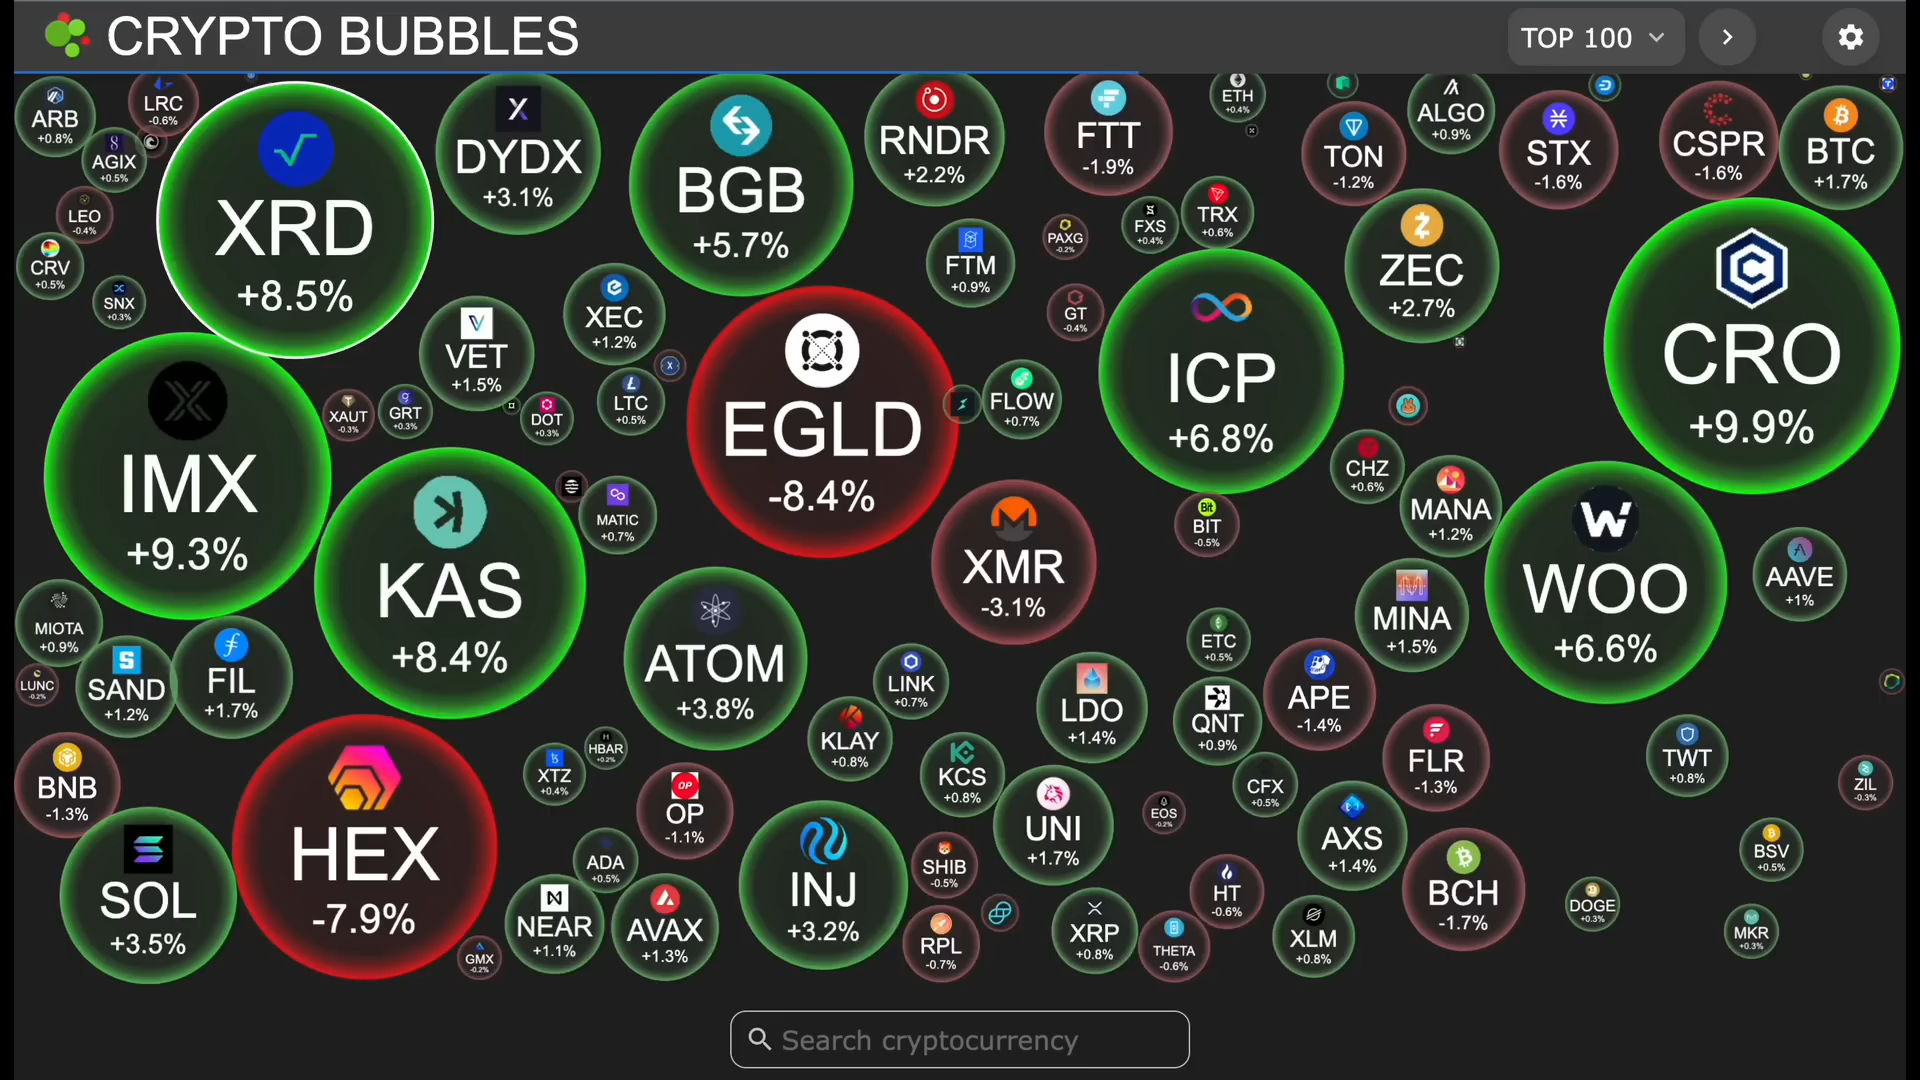 CRYPTO BUBBLES
TOP 100
ARB
+0.8%
LRC
-0.6%
AGIX
+0.5%
LEO
-0.4%
CRV
+0.5%
SNX
+0.3%
XRD
+8.5%
DYDX
+3.1%
BGB
+5.7%
RNDR
+2.2%
FTT
-1.9%
ETH
+0.4%
TON
-1.2%
ALGO
+0.9%
STX
-1.6%
CSPR
-1.6%
BTC
+1.7%
FTM
+0.9%
PAXG
-0.2%
FXS
+0.4%
TRX
+0.6%
GT
-0.4%
ZEC
+2.7%
CRO
+9.9%
VET
+1.5%
XEC
+1.2%
XAUT
-0.3%
GRT
+0.3%
DOT
+0.3%
LTC
+0.5%
EGLD
-8.4%
FLOW
+0.7%
ICP
+6.8%
IMX
+9.3%
KAS
+8.4%
MATIC
+0.7%
XMR
-3.1%
Bit
BIT
-0.5%
CHZ
+0.6%
MANA
+1.2%
WOO
+6.6%
AAVE
+1%
MIOTA
+0.9%
LUNC
-0.2%
SAND
+1.2%
FIL
+1.7%
ATOM
+3.8%
LINK
+0.7%
LDO
+1.4%
ETC
+0.5%
QNT
+0.9%
APE
-1.4%
MINA
+1.5%
BNB
-1.3%
HEX
-7.9%
XTZ
+0.4%
HBAR
+0.2%
OP
OP
-1.1%
KLAY
+0.8%
KCS
+0.8%
UNI
+1.7%
EOS
-0.2%
CFX
+0.5%
AXS
+1.4%
FLR
-1.3%
TWT
+0.8%
ZIL
-0.3%
SOL
+3.5%
GMX
-0.2%
NEAR
+1.1%
ADA
+0.5%
AVAX
+1.3%
INJ
+3.2%
SHIB
-0.5%
RPL
-0.7%
XRP
+0.8%
THETA
-0.6%
HT
-0.6%
XLM
+0.8%
BCH
-1.7%
DOGE
+0.3%
BSV
+0.5%
MKR
+0.3%
Search cryptocurrency